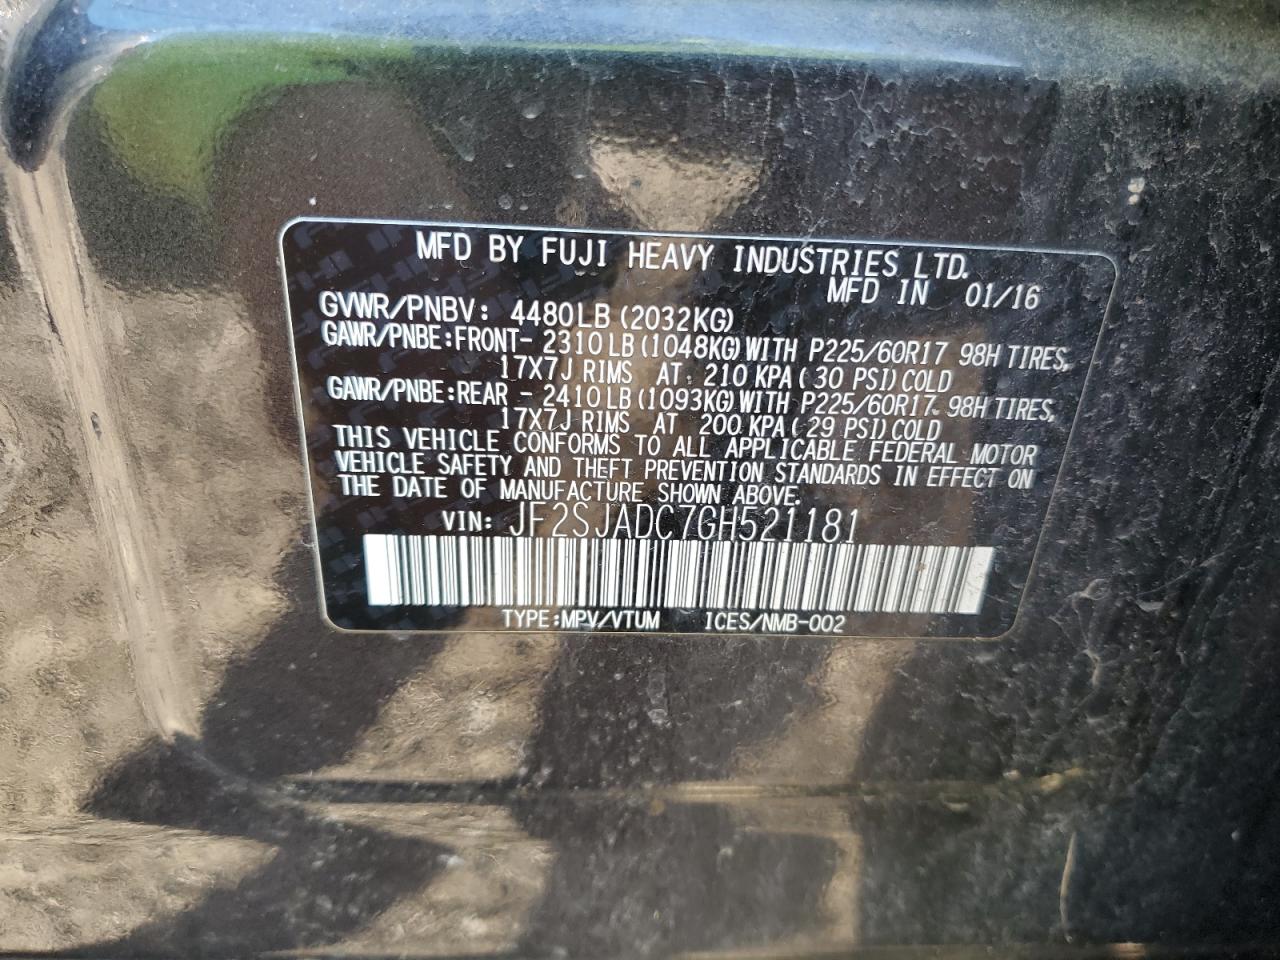 MFD BY FUJI HEAVY INDUSTRIES LTD.
MFD IN 01/16
GVWR/PNBV: 4480LB (2032KG)
GAWR/PNBE:FRONT- 2310LB (1048KG) WITH P225/60R17 98H TIRES,
17X7J RIMS AT 210 KPA (30 PSI) COLD
GAWR/PNBE:REAR - 2410LB (1093KG) WITH P225/60R17 98H TIRES,
17X7J RIMS AT 200 KPA (29 PSI) COLD
THIS VEHICLE CONFORMS TO ALL APPLICABLE FEDERAL MOTOR
VEHICLE SAFETY AND THEFT PREVENTION STANDARDS IN EFFECT ON
THE DATE OF MANUFACTURE SHOWN ABOVE.
VIN: JF2SJADC7GH521181
TYPE:MPV/VTUM ICES/NMB-002